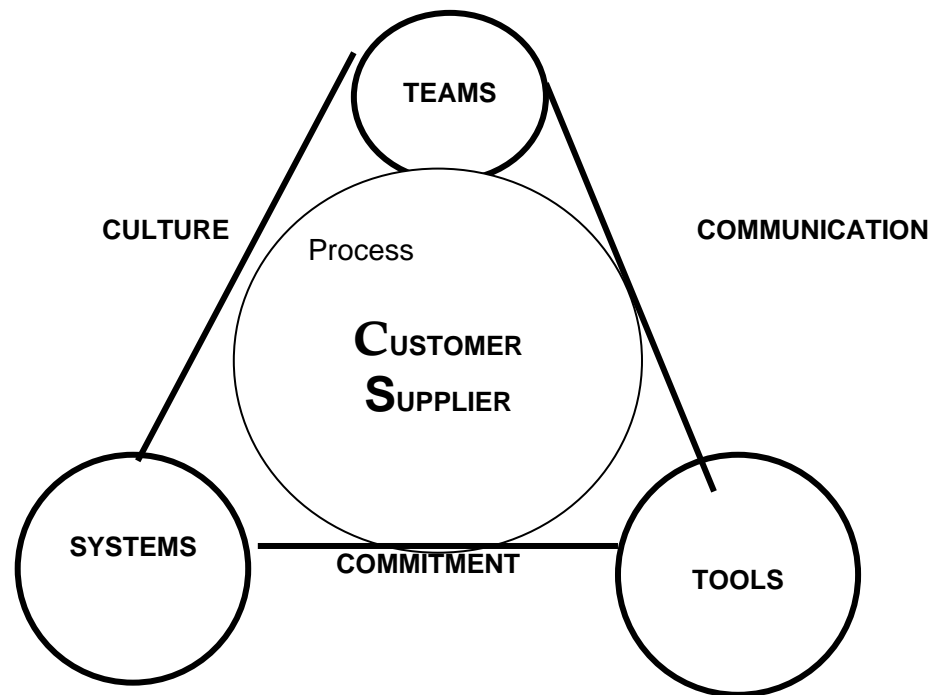 TEAMS
CULTURE
COMMUNICATION
Process
CUSTOMER
SUPPLIER
SYSTEMS
COMMITMENT
TOOLS